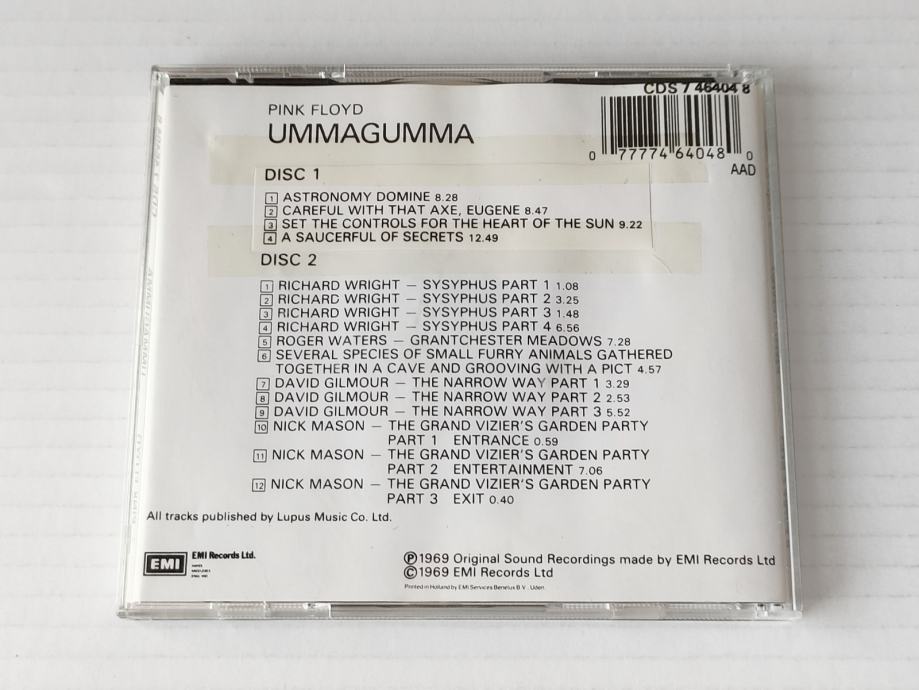 CDS 7 46404 8
PINK FLOYD
UMMAGUMMA
0 77774 64048 0
AAD
DISC 1
1 ASTRONOMY DOMINE 8.28
2 CAREFUL WITH THAT AXE, EUGENE 8.47
3 SET THE CONTROLS FOR THE HEART OF THE SUN 9.22
4 A SAUCERFUL OF SECRETS 12.49
DISC 2
1 RICHARD WRIGHT — SYSYPHUS PART 1 1.08
2 RICHARD WRIGHT — SYSYPHUS PART 2 3.25
3 RICHARD WRIGHT — SYSYPHUS PART 3 1.48
4 RICHARD WRIGHT — SYSYPHUS PART 4 6.56
5 ROGER WATERS — GRANTCHESTER MEADOWS 7.28
6 SEVERAL SPECIES OF SMALL FURRY ANIMALS GATHERED
TOGETHER IN A CAVE AND GROOVING WITH A PICT 4.57
7 DAVID GILMOUR — THE NARROW WAY PART 1 3.29
8 DAVID GILMOUR — THE NARROW WAY PART 2 2.53
9 DAVID GILMOUR — THE NARROW WAY PART 3 5.52
10 NICK MASON — THE GRAND VIZIER'S GARDEN PARTY
PART 1 ENTRANCE 0.59
11 NICK MASON — THE GRAND VIZIER'S GARDEN PARTY
PART 2 ENTERTAINMENT 7.06
12 NICK MASON — THE GRAND VIZIER'S GARDEN PARTY
PART 3 EXIT 0.40
All tracks published by Lupus Music Co. Ltd.
EMI
EMI Records Ltd.
Ⓟ1969 Original Sound Recordings made by EMI Records Ltd
©1969 EMI Records Ltd
Printed in Holland by EMI Services Benelux B.V. Uden.